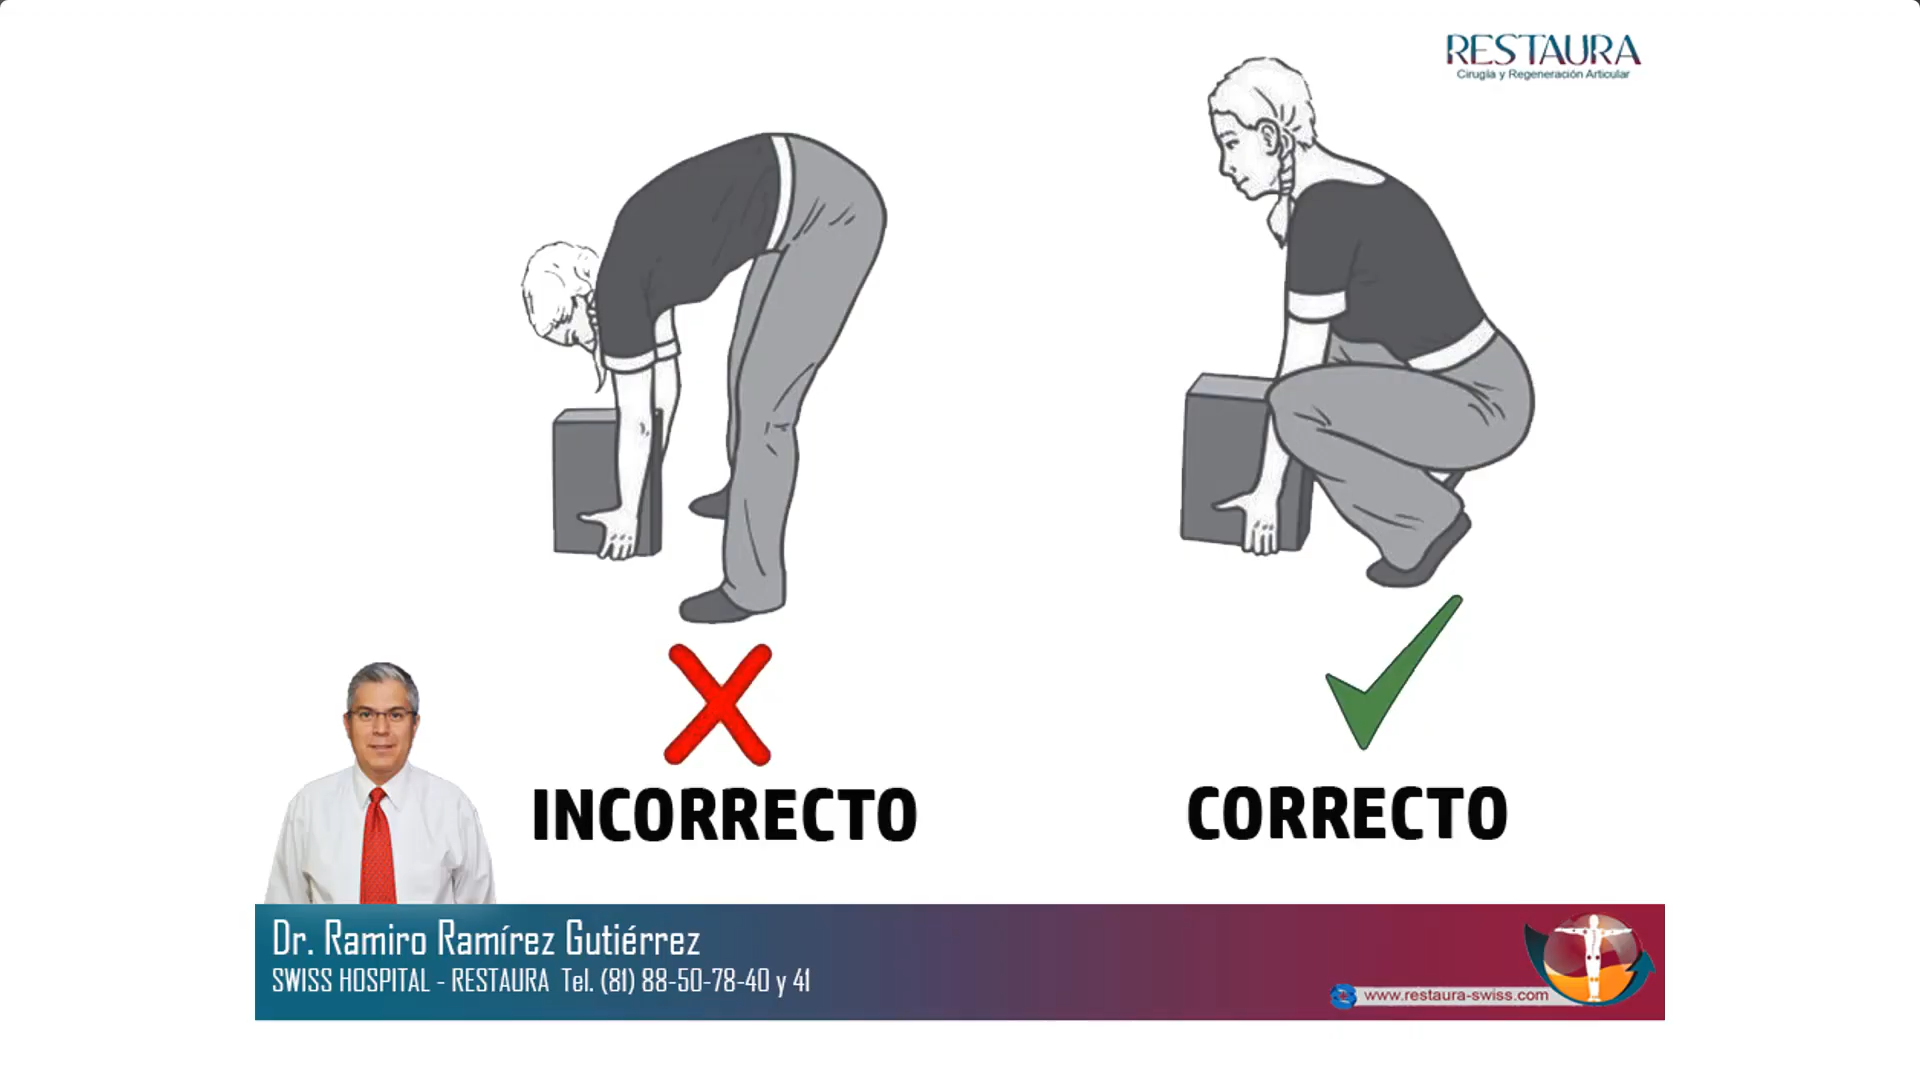 RESTAURA
Cirugía y Regeneración Articular
INCORRECTO
CORRECTO
Dr. Ramiro Ramírez Gutiérrez
SWISS HOSPITAL - RESTAURA Tel. (81) 88-50-78-40 y 41
www.restaura-swiss.com